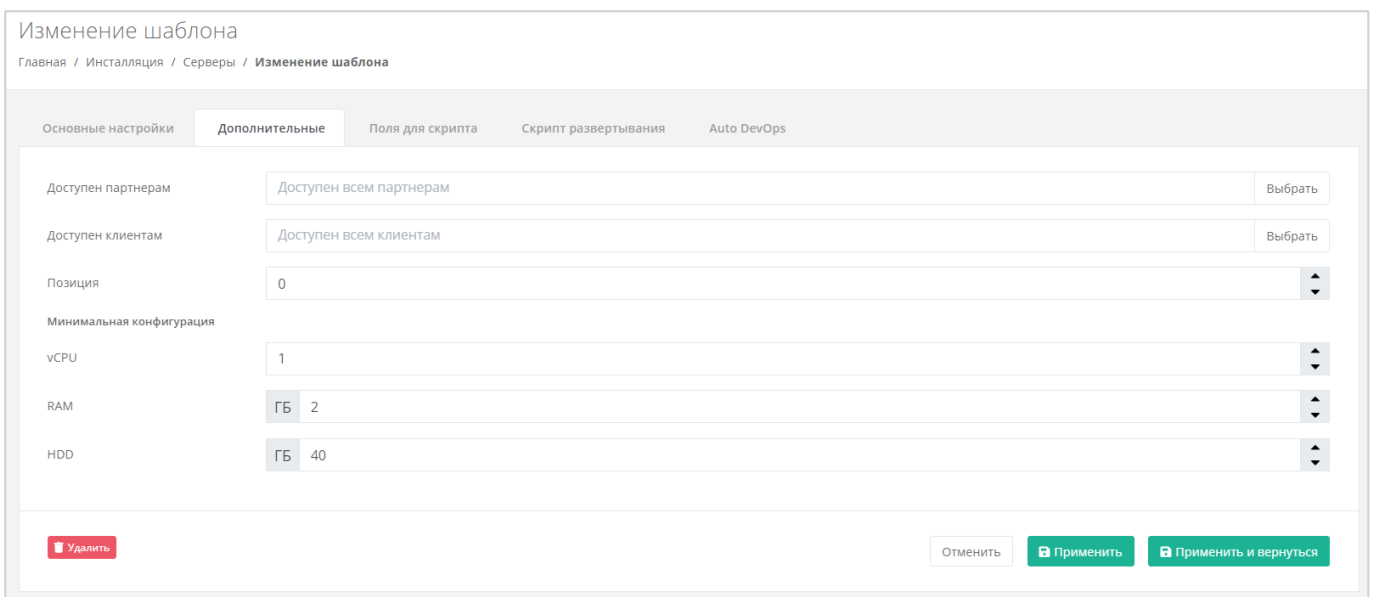 Изменение шаблона
Главная / Инсталляция / Серверы / Изменение шаблона
Основные настройки Дополнительные Поля для скрипта Скрипт развертывания Auto DevOps
Доступен партнерам Доступен всем партнерам Выбрать
Доступен клиентам Доступен всем клиентам Выбрать
Позиция 0
Минимальная конфигурация
vCPU 1
RAM ГБ 2
HDD ГБ 40
Удалить Отменить Применить Применить и вернуться